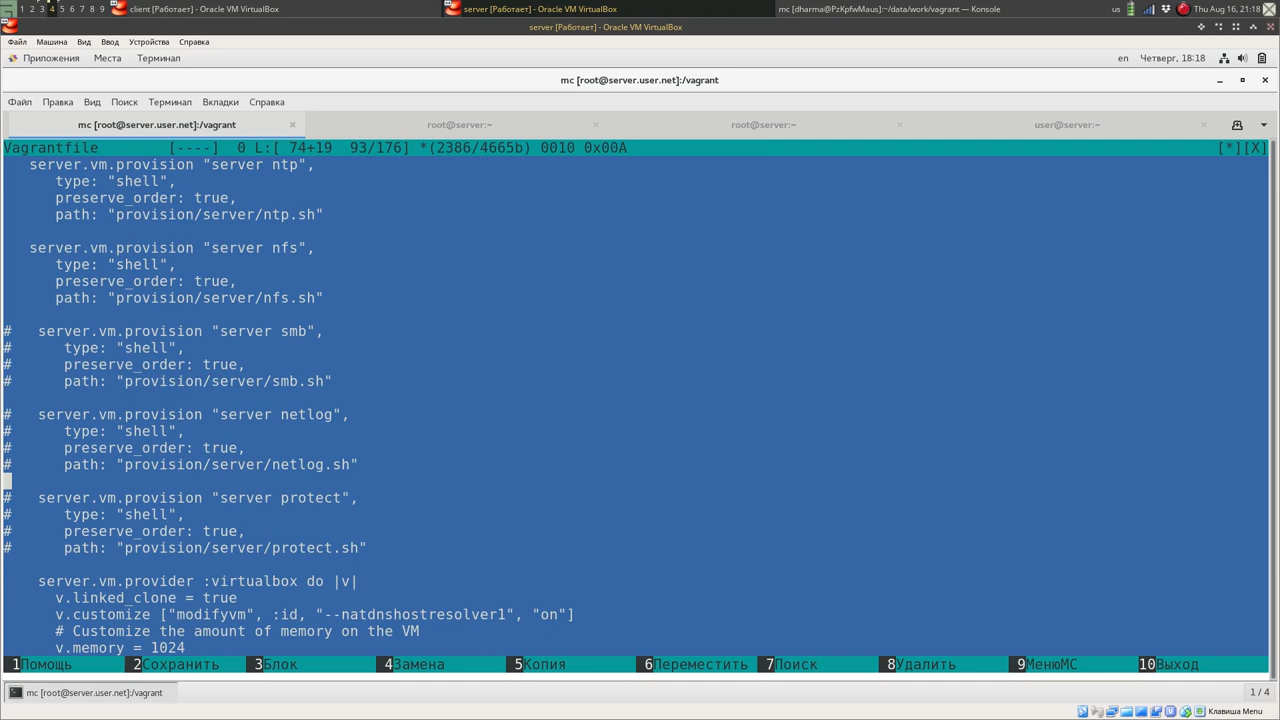 1 2 3 4 5 6 7 8 9 client [Работает] - Oracle VM VirtualBox server [Работает] - Oracle VM VirtualBox mc [dharma@PzKpfwMaus]:~/data/work/vagrant — Konsole us Thu Aug 16, 21:18
server [Работает] - Oracle VM VirtualBox
Файл Машина Вид Ввод Устройства Справка
Приложения Места Терминал en Четверг, 18:18
mc [root@server.user.net]:/vagrant
Файл Правка Вид Поиск Терминал Вкладки Справка
mc [root@server.user.net]:/vagrant × root@server:~ × root@server:~ × user@server:~ ×
Vagrantfile [----] 0 L:[ 74+19 93/176] *(2386/4665b) 0010 0x00A [*][X]
server.vm.provision "server ntp",
type: "shell",
preserve_order: true,
path: "provision/server/ntp.sh"
server.vm.provision "server nfs",
type: "shell",
preserve_order: true,
path: "provision/server/nfs.sh"
# server.vm.provision "server smb",
# type: "shell",
# preserve_order: true,
# path: "provision/server/smb.sh"
# server.vm.provision "server netlog",
# type: "shell",
# preserve_order: true,
# path: "provision/server/netlog.sh"
# server.vm.provision "server protect",
# type: "shell",
# preserve_order: true,
# path: "provision/server/protect.sh"
server.vm.provider :virtualbox do |v|
v.linked_clone = true
v.customize ["modifyvm", :id, "--natdnshostresolver1", "on"]
# Customize the amount of memory on the VM
v.memory = 1024
1Помощь 2Сохранить 3Блок 4Замена 5Копия 6Переместить 7Поиск 8Удалить 9МенюМС 10Выход
mc [root@server.user.net]:/vagrant 1 / 4
Клавиша Menu